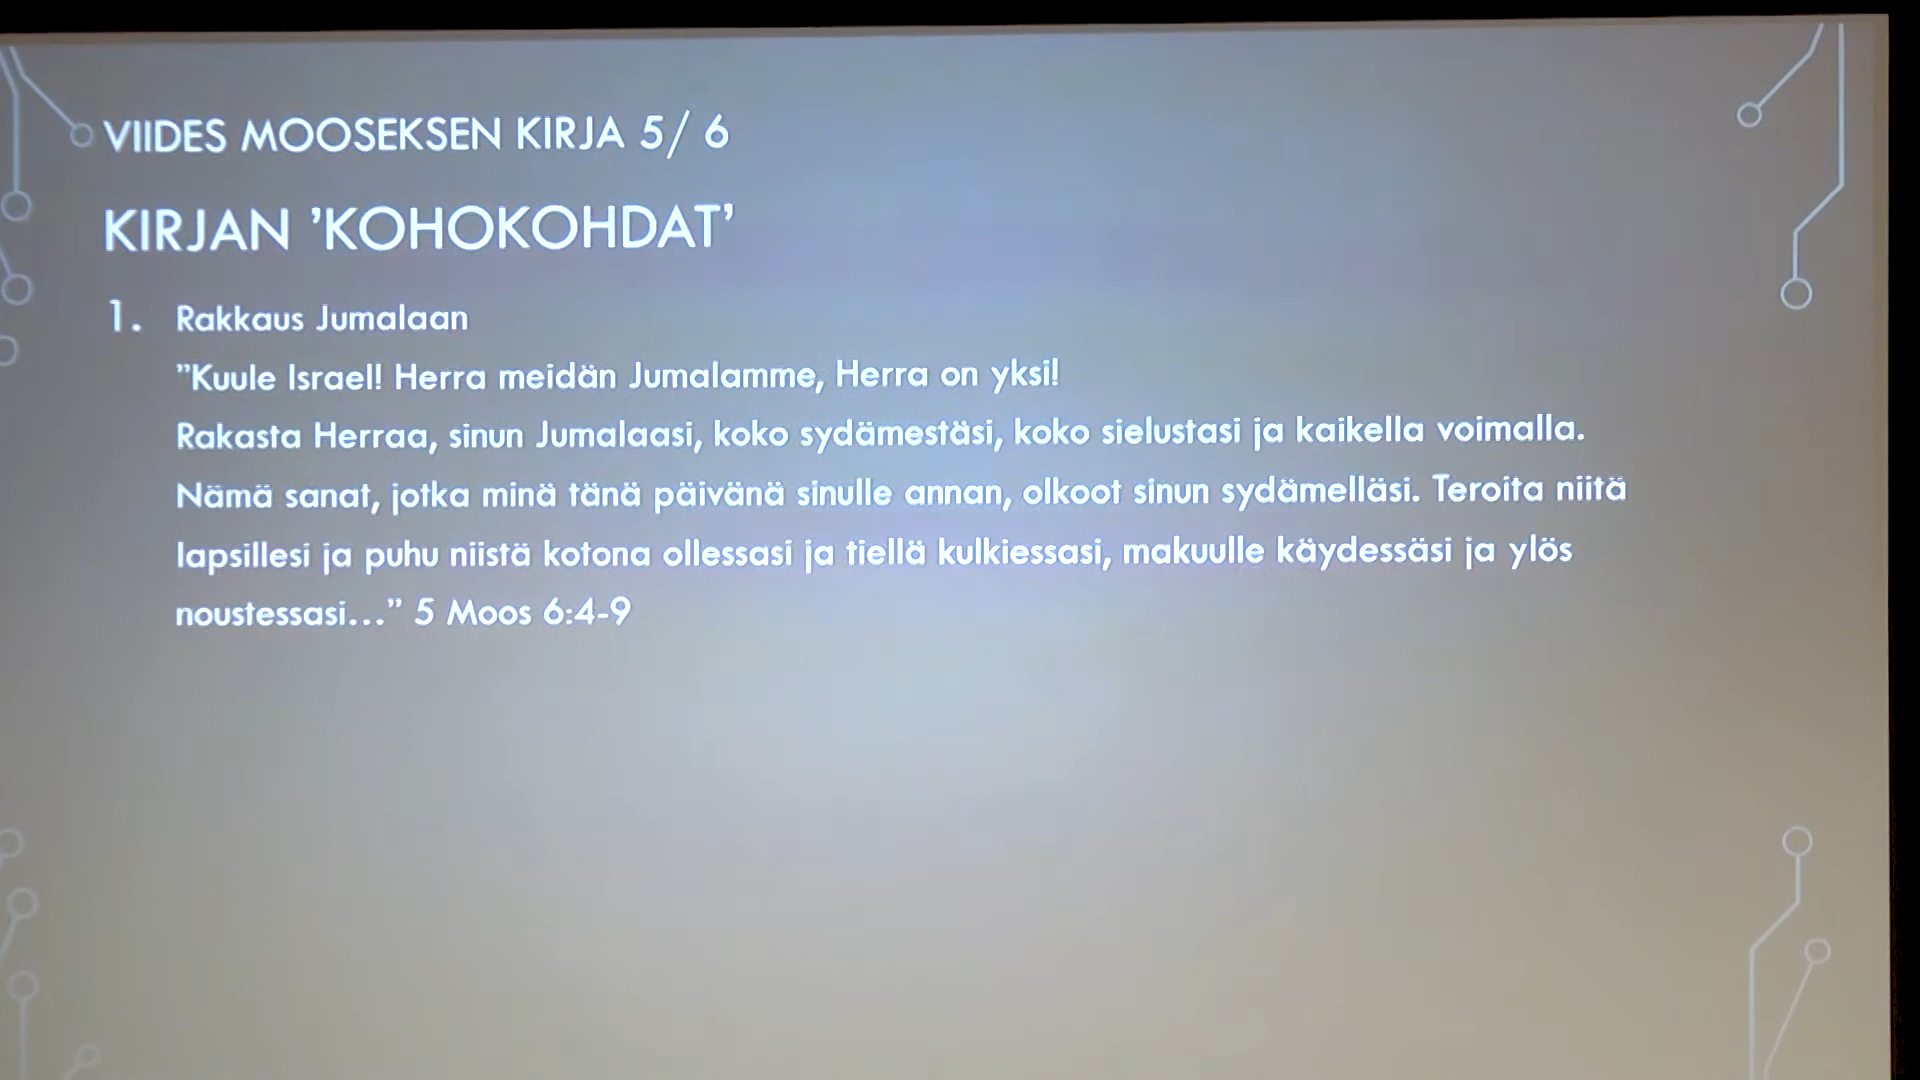 VIIDES MOOSEKSEN KIRJA 5/ 6
KIRJAN ’KOHOKOHDAT’
1. Rakkaus Jumalaan
”Kuule Israel! Herra meidän Jumalamme, Herra on yksi!
Rakasta Herraa, sinun Jumalaasi, koko sydämestäsi, koko sielustasi ja kaikella voimalla.
Nämä sanat, jotka minä tänä päivänä sinulle annan, olkoot sinun sydämelläsi. Teroita niitä
lapsillesi ja puhu niistä kotona ollessasi ja tiellä kulkiessasi, makuulle käydessäsi ja ylös
noustessasi...” 5 Moos 6:4-9